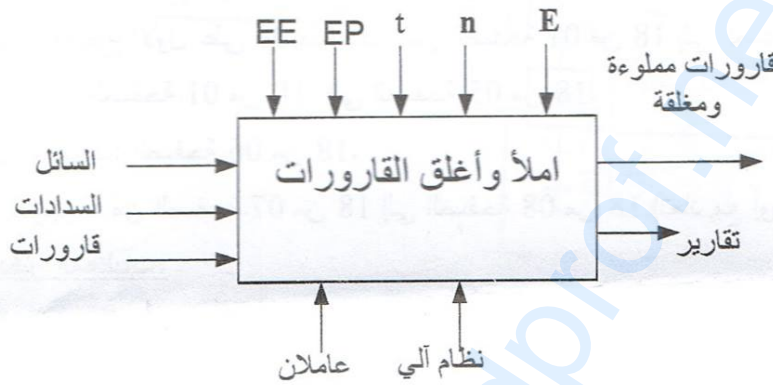 EE EP t n E
قارورات مملوءة
ومغلقة
املأ وأغلق القارورات
السائل
السدادات
قارورات
تقارير
عاملان
نظام آلي